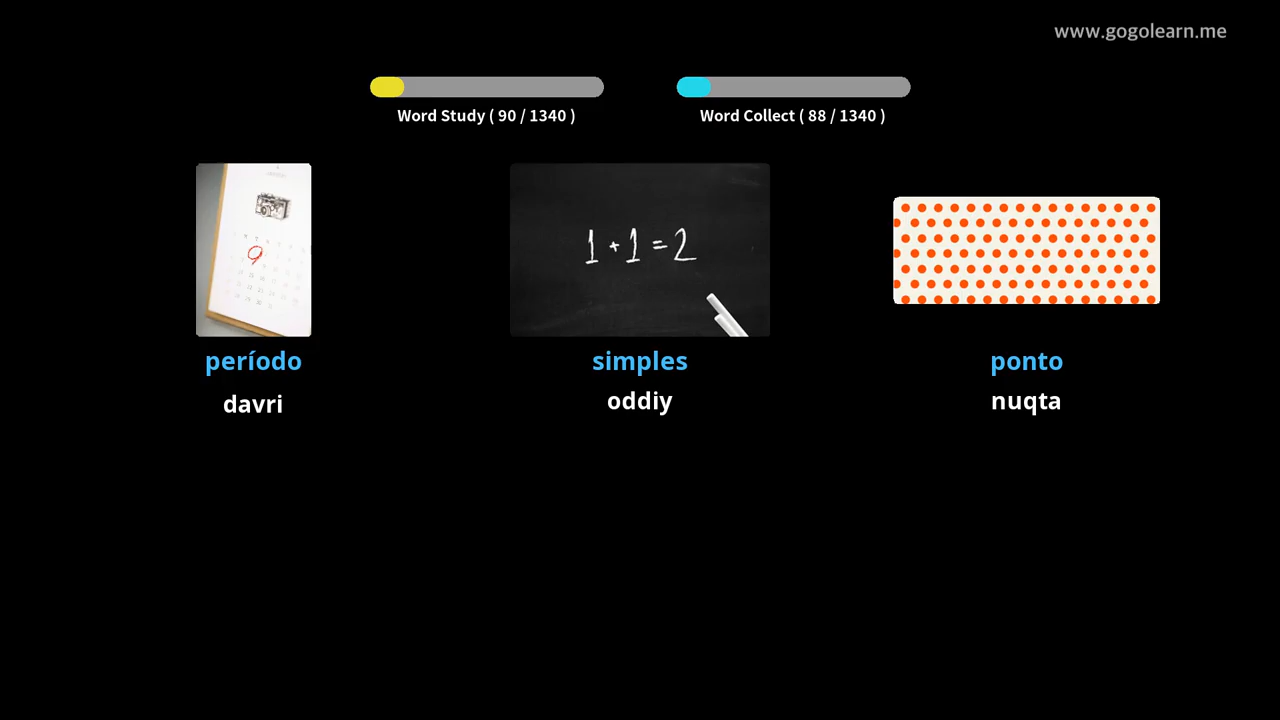 www.gogolearn.me
Word Study ( 90 / 1340 )
Word Collect ( 88 / 1340 )
1 + 1 = 2
período
simples
ponto
davri
oddiy
nuqta